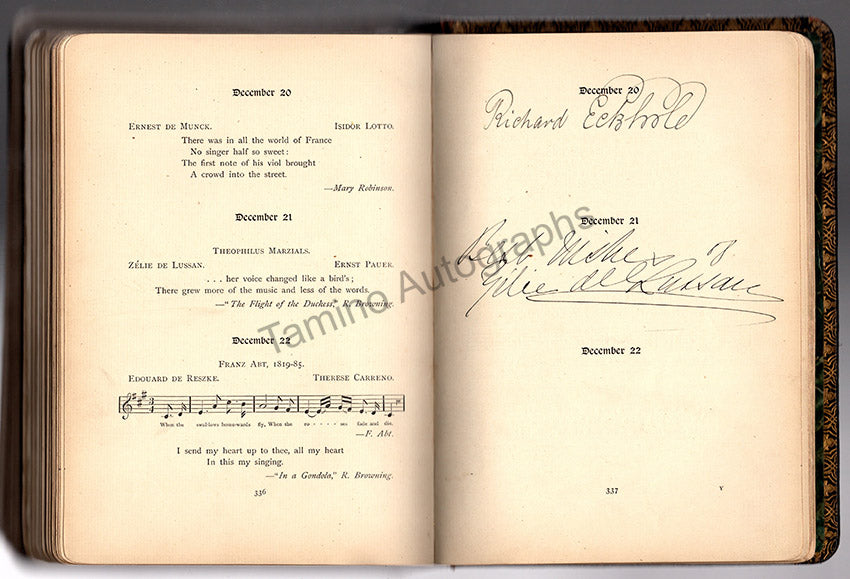 December 20
ERNEST DE MUNCK. ISIDOR LOTTO.
There was in all the world of France
No singer half so sweet:
The first note of his viol brought
A crowd into the street.
—Mary Robinson.
December 21
THEOPHILUS MARZIALS.
ZÉLIE DE LUSSAN. ERNST PAUER.
. . . her voice changed like a bird's;
There grew more of the music and less of the words.
—"The Flight of the Duchess," R. Browning.
December 22
FRANZ ABT, 1819-85.
EDOUARD DE RESZKE. THERESE CARRENO.
When the swallows homewards fly, When the ro - - - - - ses fade and die.
—F. Abt.
I send my heart up to thee, all my heart
In this my singing.
—"In a Gondola," R. Browning.
336
December 20
Richard Eckhold
December 21
Best Wishes of
Zélie de Lussan
December 22
337 Y
Tamino Autographs